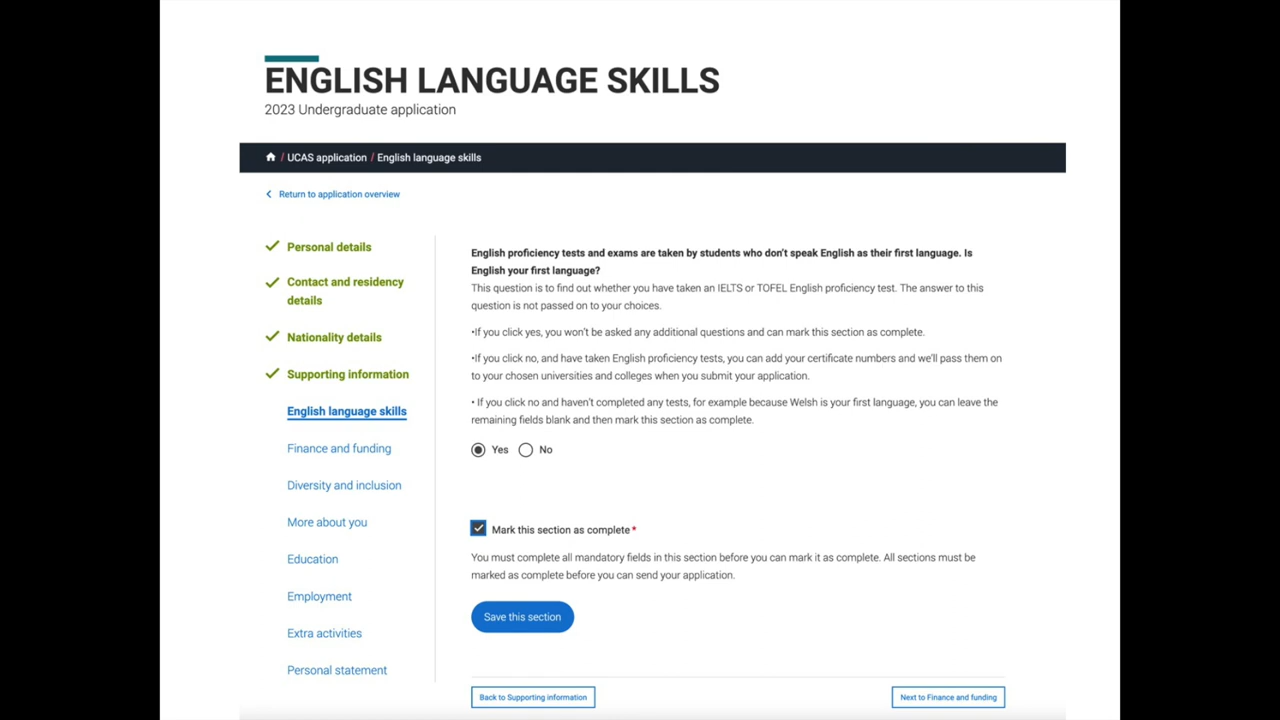 ENGLISH LANGUAGE SKILLS
2023 Undergraduate application
/ UCAS application / English language skills
Return to application overview
Personal details
Contact and residency
details
Nationality details
Supporting information
English language skills
Finance and funding
Diversity and inclusion
More about you
Education
Employment
Extra activities
Personal statement
English proficiency tests and exams are taken by students who don't speak English as their first language. Is
English your first language?
This question is to find out whether you have taken an IELTS or TOFEL English proficiency test. The answer to this
question is not passed on to your choices.
•If you click yes, you won't be asked any additional questions and can mark this section as complete.
•If you click no, and have taken English proficiency tests, you can add your certificate numbers and we'll pass them on
to your chosen universities and colleges when you submit your application.
• If you click no and haven't completed any tests, for example because Welsh is your first language, you can leave the
remaining fields blank and then mark this section as complete.
Yes No
Mark this section as complete*
You must complete all mandatory fields in this section before you can mark it as complete. All sections must be
marked as complete before you can send your application.
Save this section
Back to Supporting information
Next to Finance and funding